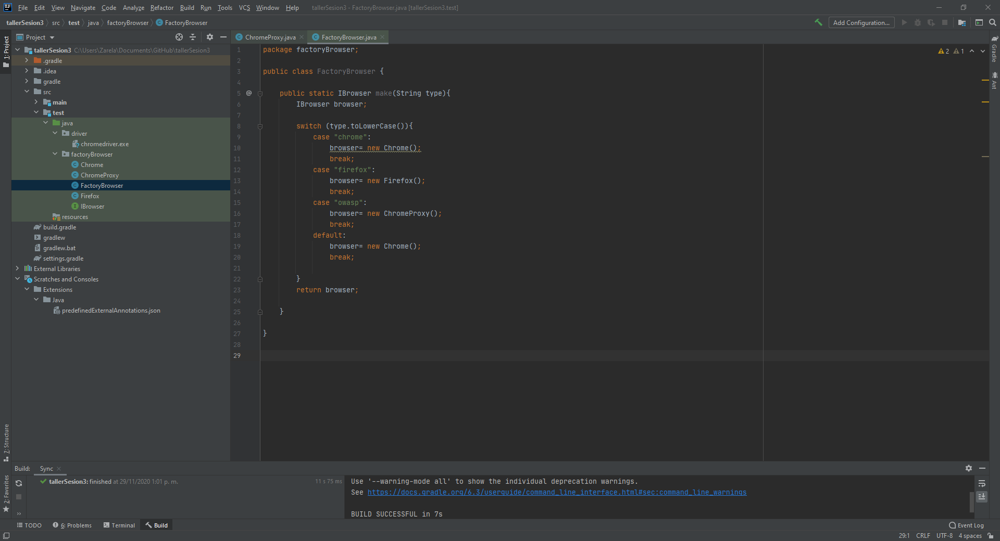 File Edit View Navigate Code Analyze Refactor Build Run Tools VCS Window Help tallerSesion3 - FactoryBrowser.java [tallerSesion3.test]
tallerSesion3 src test java factoryBrowser FactoryBrowser Add Configuration...
Project
ChromeProxy.java
FactoryBrowser.java
1: Project
7: Structure
2: Favorites
tallerSesion3 C:\Users\Zarela\Documents\GitHub\tallerSesion3
.gradle
.idea
gradle
src
main
test
java
driver
chromedriver.exe
factoryBrowser
Chrome
ChromeProxy
FactoryBrowser
Firefox
IBrowser
resources
build.gradle
gradlew
gradlew.bat
settings.gradle
External Libraries
Scratches and Consoles
Extensions
Java
predefinedExternalAnnotations.json
1 package factoryBrowser;
2
3 public class FactoryBrowser {
4
5 @ public static IBrowser make(String type){
6 IBrowser browser;
7
8 switch (type.toLowerCase()){
9 case "chrome":
10 browser= new Chrome();
11 break;
12 case "firefox":
13 browser= new Firefox();
14 break;
15 case "owasp":
16 browser= new ChromeProxy();
17 break;
18 default:
19 browser= new Chrome();
20 break;
21
22 }
23 return browser;
24
25 }
26
27 }
28
29
2 1
Gradle
Ant
Build: Sync
tallerSesion3: finished at 29/11/2020 1:01 p. m. 11 s 75 ms
Use '--warning-mode all' to show the individual deprecation warnings.
See https://docs.gradle.org/6.3/userguide/command_line_interface.html#sec:command_line_warnings
BUILD SUCCESSFUL in 7s
TODO 6: Problems Terminal Build Event Log
29:1 CRLF UTF-8 4 spaces